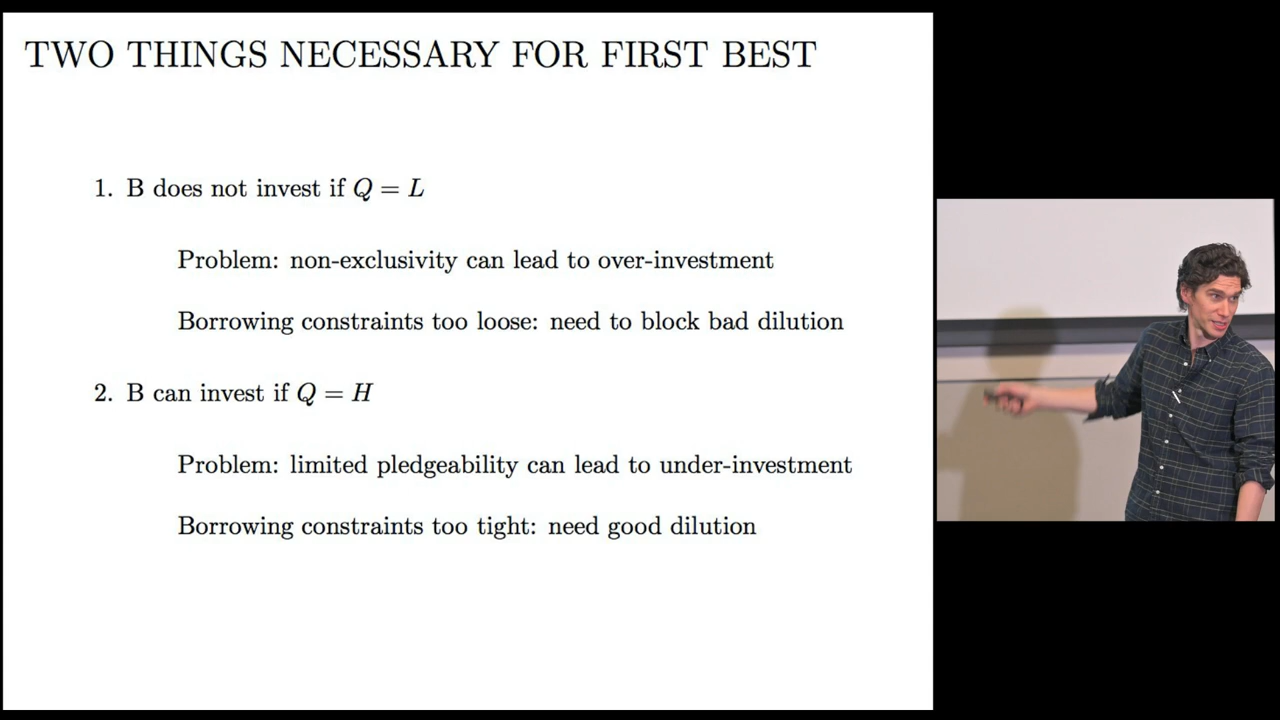 TWO THINGS NECESSARY FOR FIRST BEST
1. B does not invest if Q = L
Problem: non-exclusivity can lead to over-investment
Borrowing constraints too loose: need to block bad dilution
2. B can invest if Q = H
Problem: limited pledgeability can lead to under-investment
Borrowing constraints too tight: need good dilution